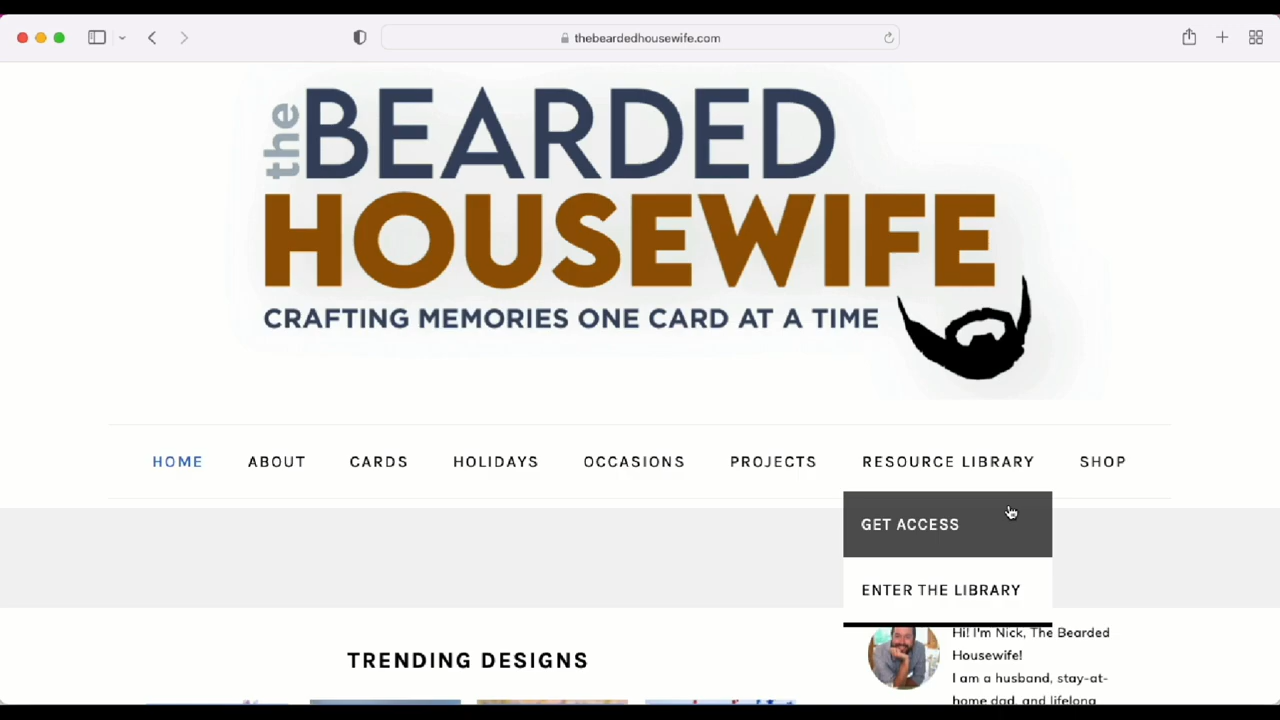 thebeardedhousewife.com
the BEARDED
HOUSEWIFE
CRAFTING MEMORIES ONE CARD AT A TIME
HOME ABOUT CARDS HOLIDAYS OCCASIONS PROJECTS RESOURCE LIBRARY SHOP
GET ACCESS
ENTER THE LIBRARY
TRENDING DESIGNS
Hi! I'm Nick, The Bearded
Housewife!
I am a husband, stay-at-
home dad, and lifelong